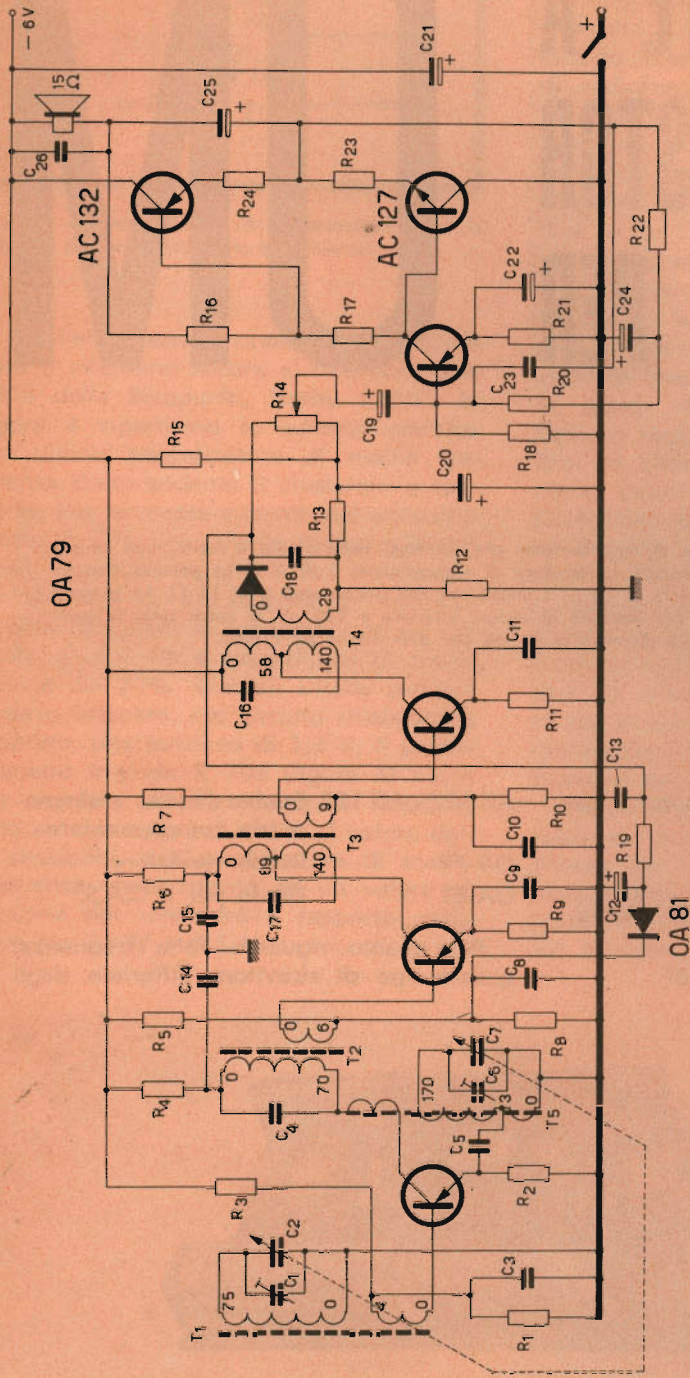 − 6 V
15 Ω
C26
C25
C21
+
AC 132
R24
R23
AC 127
R16
R17
R22
C22
+
R21
C24
+
C23
R20
R18
R14
C19
+
R15
OA 79
R13
C20
+
C18
0
29
T4
R12
0
58
140
C16
C11
R11
R7
0
9
T3
C13
R10
C10
R19
R6
C15
0
89
140
C17
C9
R9
C12
+
OA 81
C14
R5
0
6
T2
C8
R8
R4
0
70
C4
C7
C6
170
3
0
T5
C5
R2
R3
T1
75
0
C1
C2
4
0
C3
R1